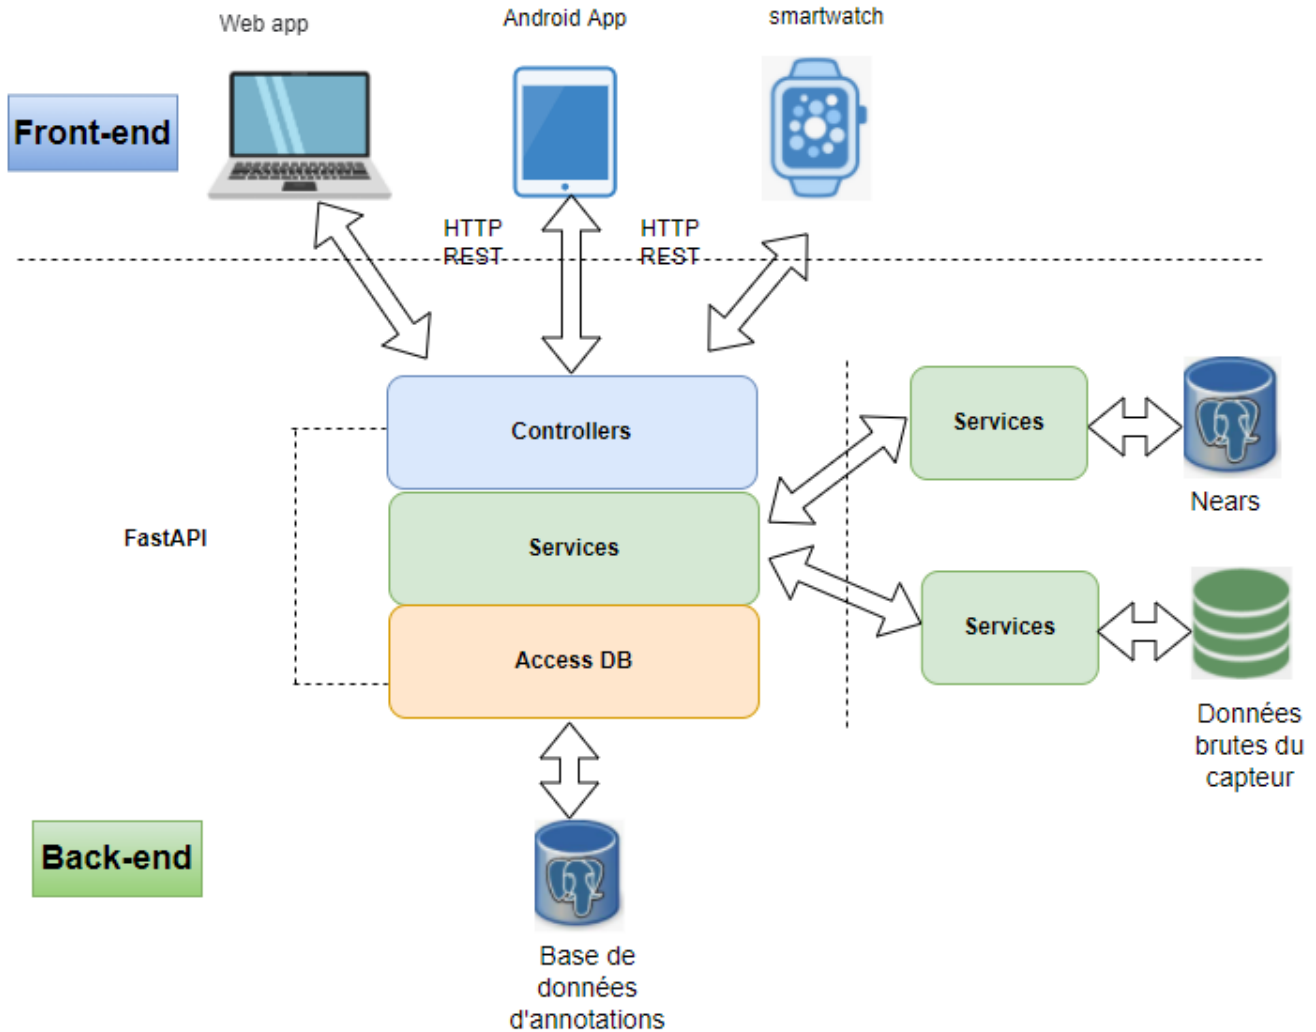 Web app
Android App
smartwatch
Front-end
HTTP
REST
HTTP
REST
Controllers
Services
Nears
FastAPI
Services
Services
Access DB
Données
brutes du
capteur
Back-end
Base de
données
d'annotations